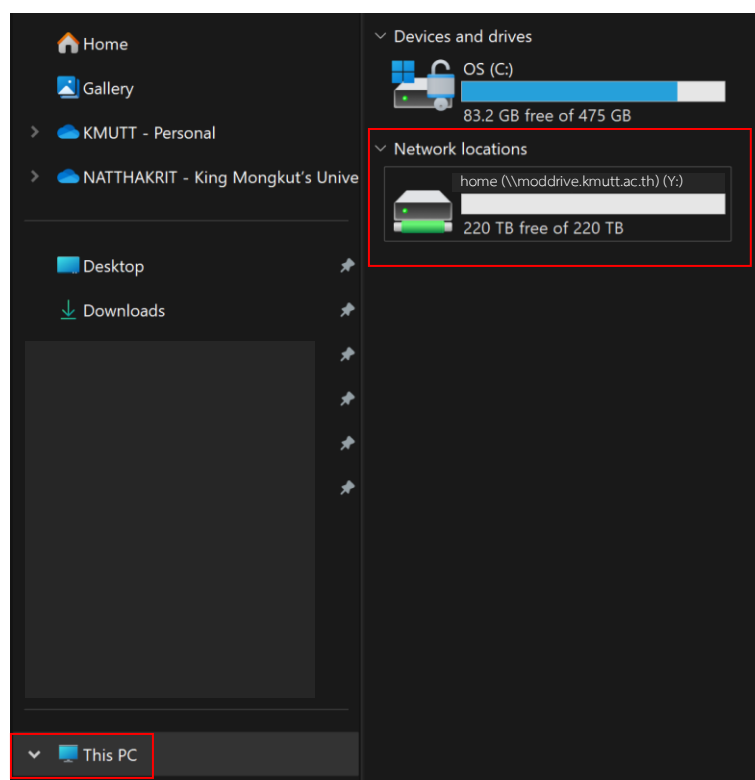 Home
Gallery
KMUTT - Personal
NATTHAKRIT - King Mongkut's Unive
Desktop
Downloads
This PC
Devices and drives
OS (C:)
83.2 GB free of 475 GB
Network locations
home (\\moddrive.kmutt.ac.th) (Y:)
220 TB free of 220 TB